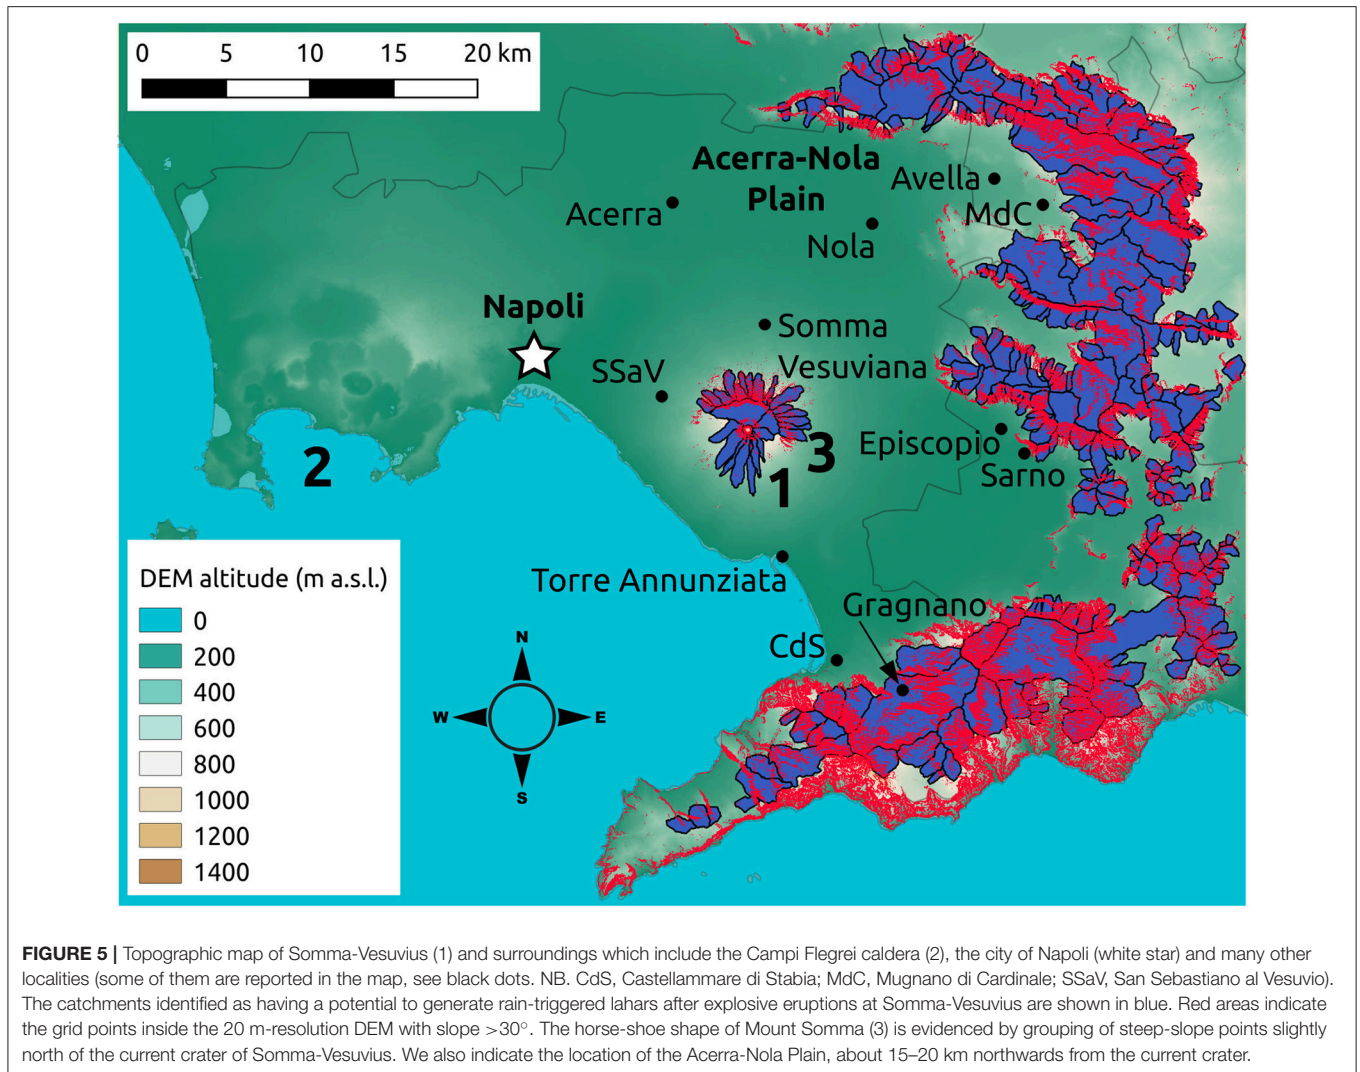 0 5 10 15 20 km
Acerra-Nola
Plain
Avella
MdC
Acerra
Nola
Napoli
Somma
Vesuviana
SSaV
2
3
1
Episcopio
Sarno
Torre Annunziata
Gragnano
CdS
DEM altitude (m a.s.l.)
0
200
400
600
800
1000
1200
1400
N
W E
S
FIGURE 5 | Topographic map of Somma-Vesuvius (1) and surroundings which include the Campi Flegrei caldera (2), the city of Napoli (white star) and many other
localities (some of them are reported in the map, see black dots. NB. CdS, Castellammare di Stabia; MdC, Mugnano di Cardinale; SSaV, San Sebastiano al Vesuvio).
The catchments identified as having a potential to generate rain-triggered lahars after explosive eruptions at Somma-Vesuvius are shown in blue. Red areas indicate
the grid points inside the 20 m-resolution DEM with slope >30°. The horse-shoe shape of Mount Somma (3) is evidenced by grouping of steep-slope points slightly
north of the current crater of Somma-Vesuvius. We also indicate the location of the Acerra-Nola Plain, about 15–20 km northwards from the current crater.